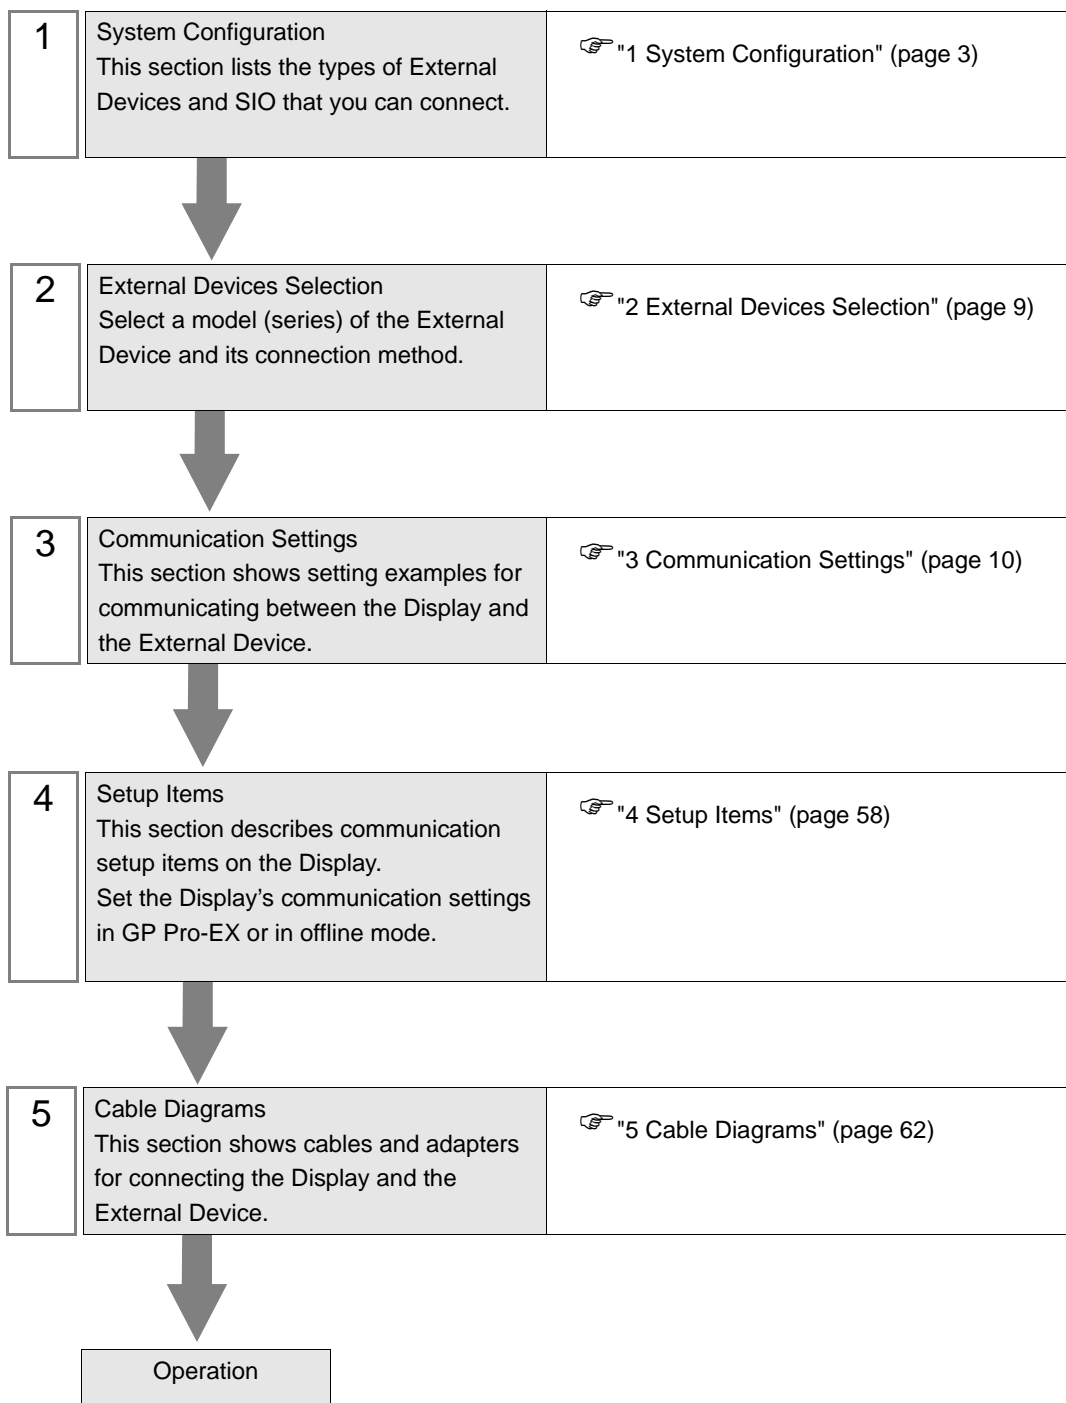 1
System Configuration
This section lists the types of External
Devices and SIO that you can connect.
"1 System Configuration" (page 3)
2
External Devices Selection
Select a model (series) of the External
Device and its connection method.
"2 External Devices Selection" (page 9)
3
Communication Settings
This section shows setting examples for
communicating between the Display and
the External Device.
"3 Communication Settings" (page 10)
4
Setup Items
This section describes communication
setup items on the Display.
Set the Display’s communication settings
in GP Pro-EX or in offline mode.
"4 Setup Items" (page 58)
5
Cable Diagrams
This section shows cables and adapters
for connecting the Display and the
External Device.
"5 Cable Diagrams" (page 62)
Operation